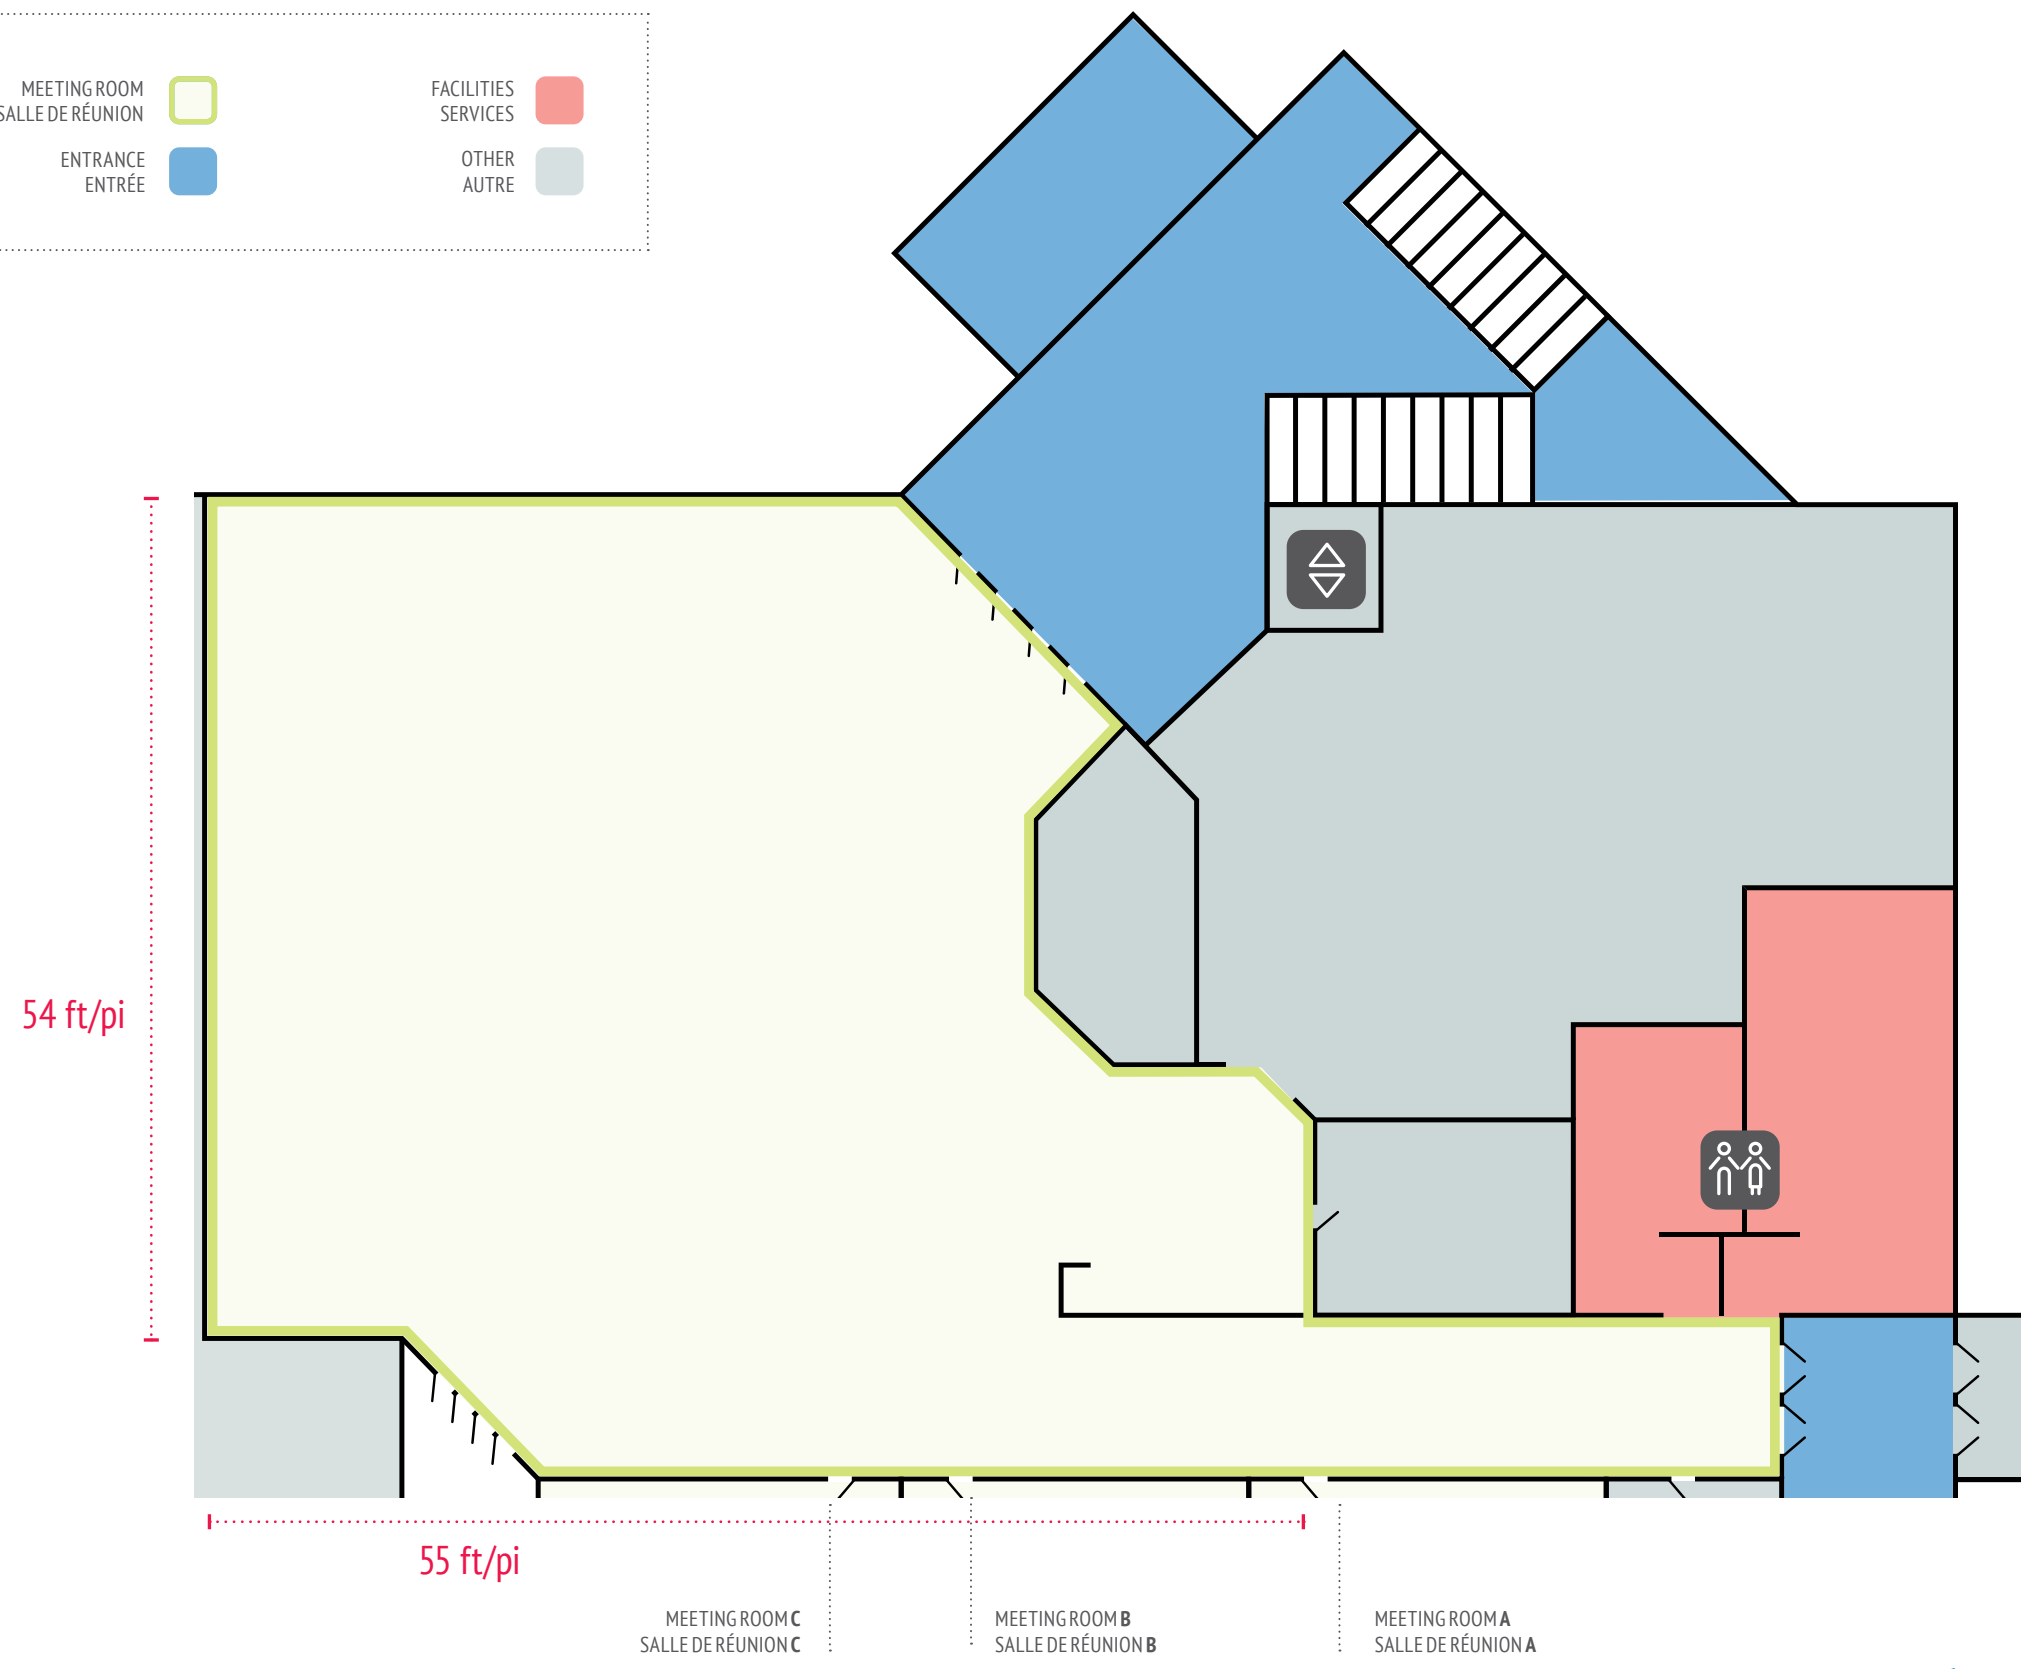 MEETING ROOM
SALLE DE RÉUNION
FACILITIES
SERVICES
ENTRANCE
ENTRÉE
OTHER
AUTRE
54 ft/pi
55 ft/pi
MEETING ROOM C
SALLE DE RÉUNION C
MEETING ROOM B
SALLE DE RÉUNION B
MEETING ROOM A
SALLE DE RÉUNION A